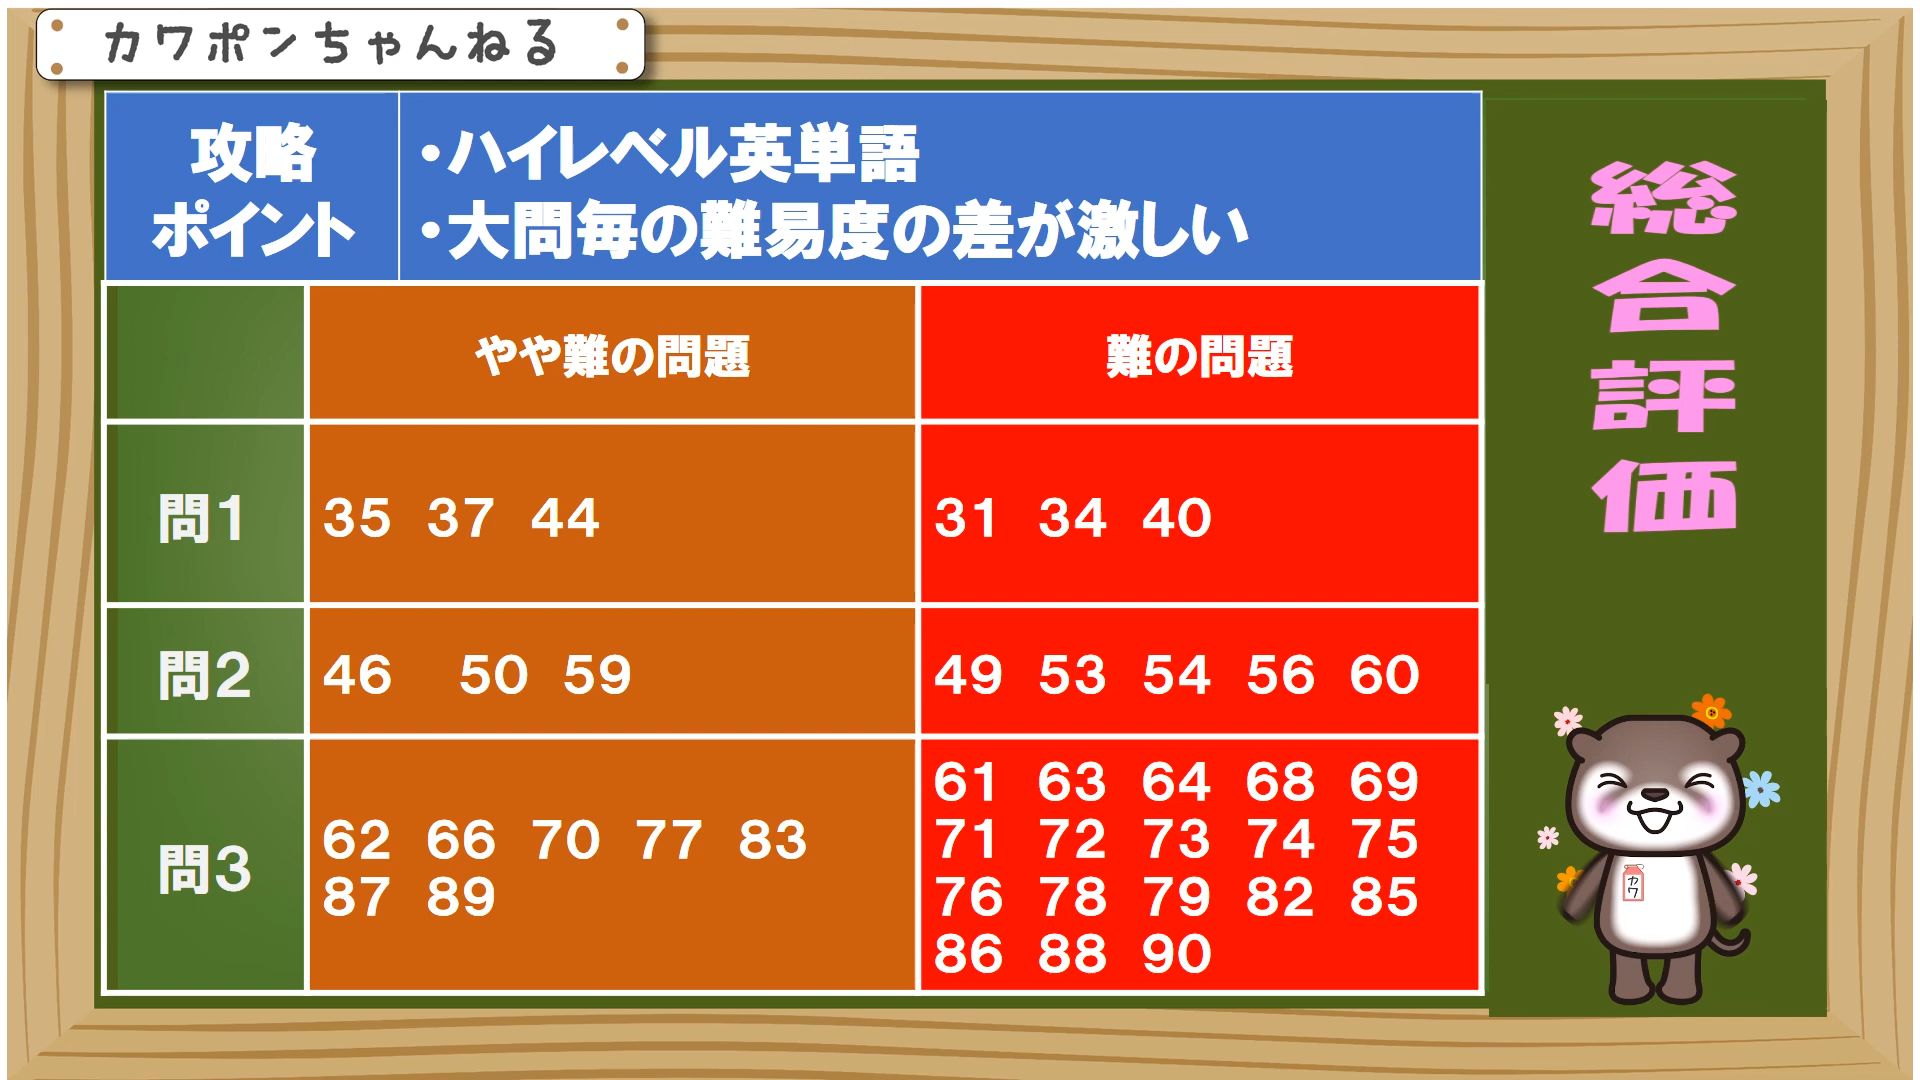 カワポンちゃんねる
攻略
ポイント
・ハイレベル英単語
・大問毎の難易度の差が激しい
総合評価
やや難の問題
難の問題
問1
35 37 44
31 34 40
問2
46 50 59
49 53 54 56 60
問3
62 66 70 77 83
87 89
61 63 64 68 69
71 72 73 74 75
76 78 79 82 85
86 88 90
カワ